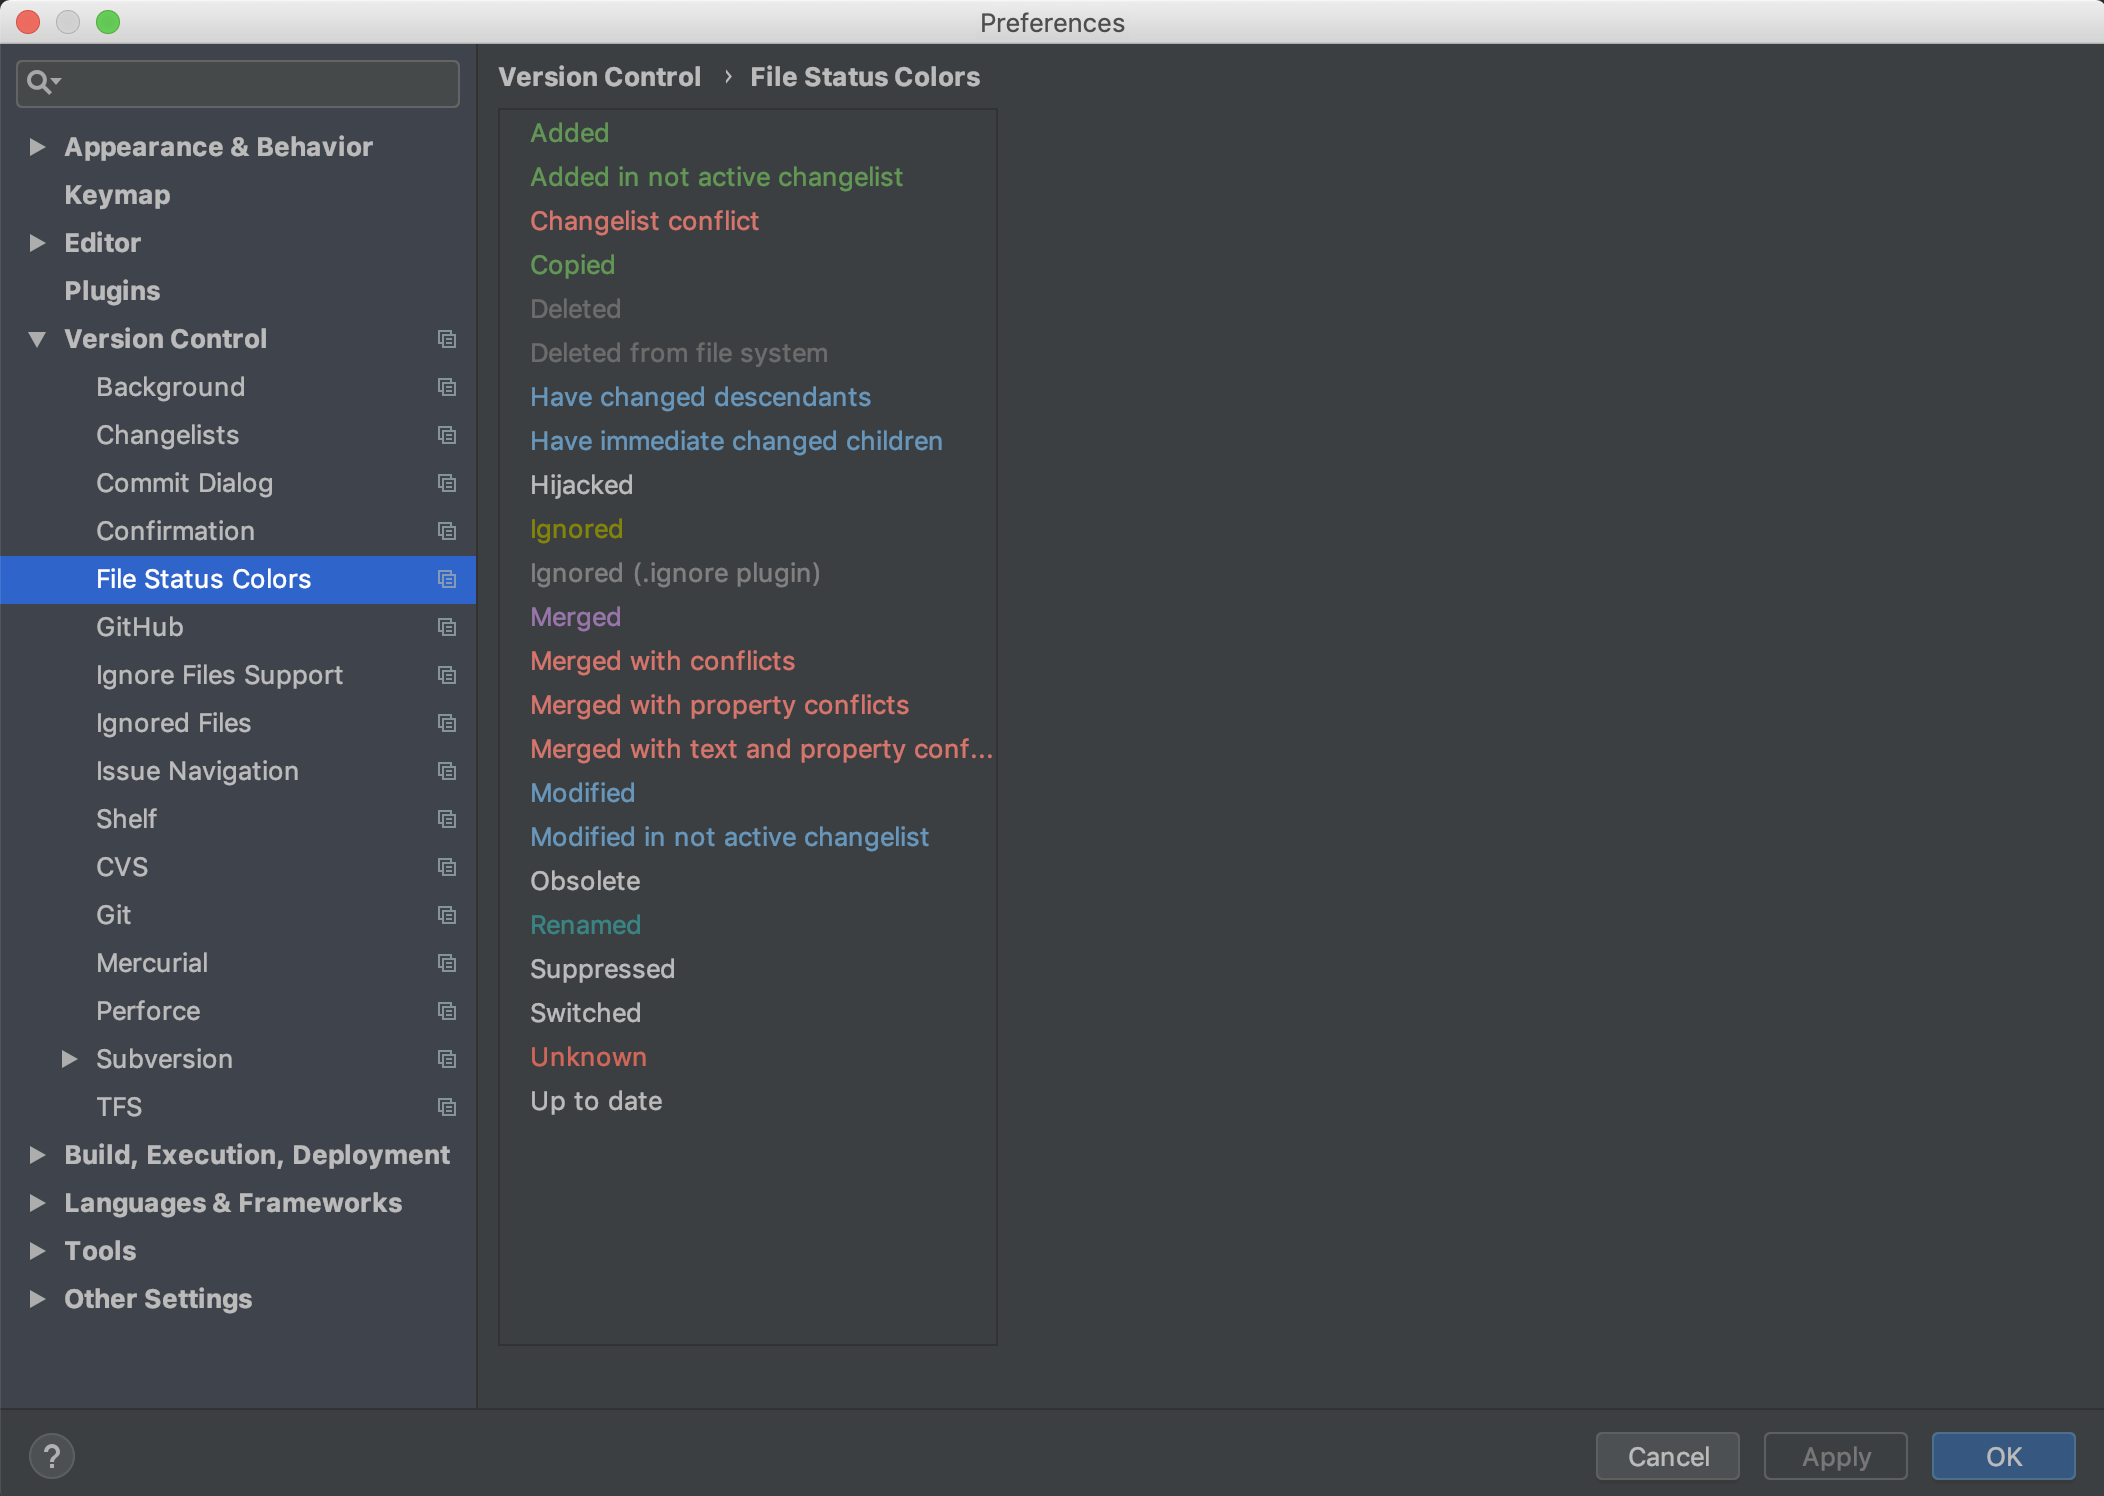 Preferences
Appearance & Behavior
Keymap
Editor
Plugins
Version Control
Background
Changelists
Commit Dialog
Confirmation
File Status Colors
GitHub
Ignore Files Support
Ignored Files
Issue Navigation
Shelf
CVS
Git
Mercurial
Perforce
Subversion
TFS
Build, Execution, Deployment
Languages & Frameworks
Tools
Other Settings
Version Control › File Status Colors
Added
Added in not active changelist
Changelist conflict
Copied
Deleted
Deleted from file system
Have changed descendants
Have immediate changed children
Hijacked
Ignored
Ignored (.ignore plugin)
Merged
Merged with conflicts
Merged with property conflicts
Merged with text and property conf...
Modified
Modified in not active changelist
Obsolete
Renamed
Suppressed
Switched
Unknown
Up to date
?
Cancel
Apply
OK